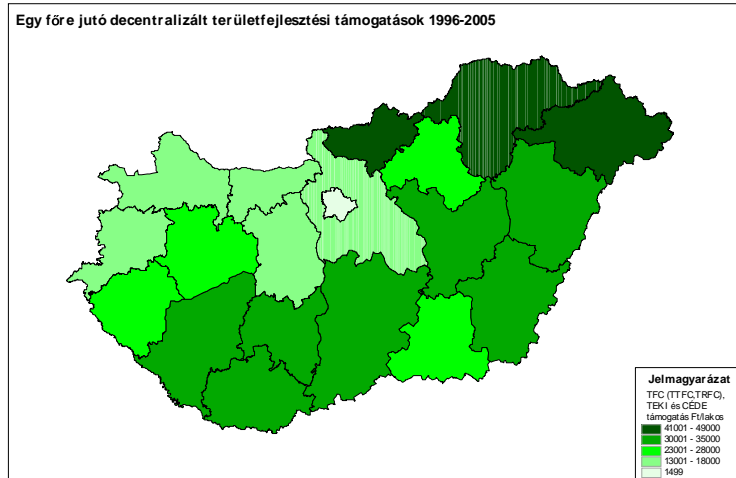 Egy főre jutó decentralizált területfejlesztési támogatások 1996-2005
Jelmagyarázat
TFC (TTFC,TRFC),
TEKI és CÉDE
támogatás Ft/lakos
41001 - 49000
30001 - 35000
23001 - 28000
13001 - 18000
1499